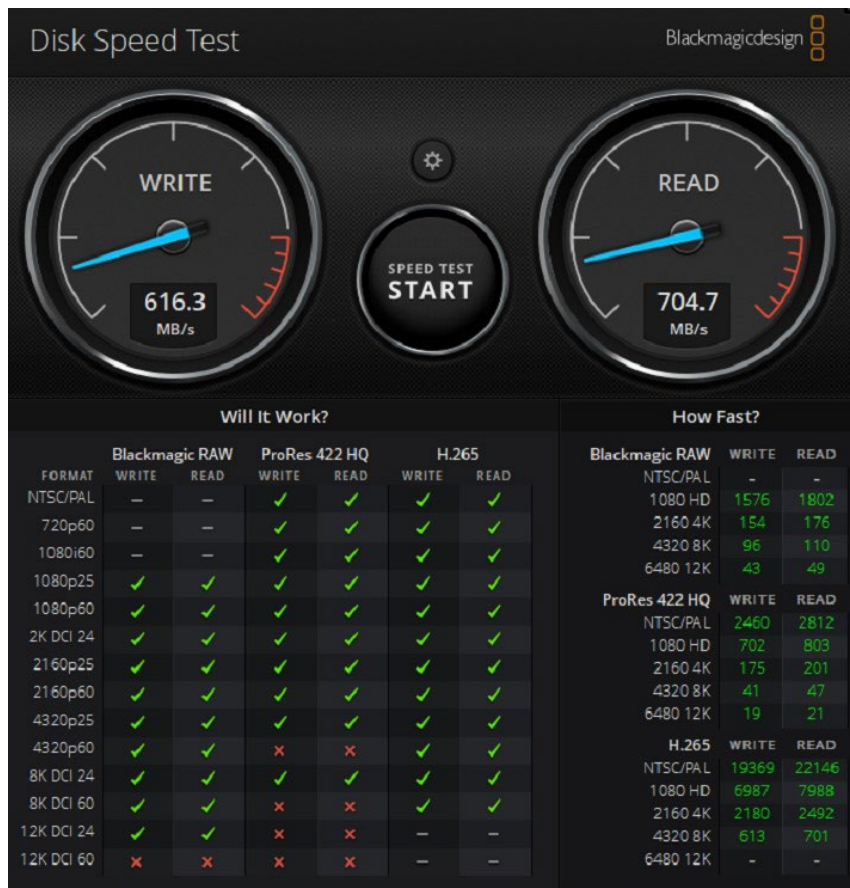 Disk Speed Test
Blackmagicdesign
WRITE
616.3
MB/s
SPEED TEST
START
READ
704.7
MB/s
Will It Work?
Blackmagic RAW ProRes 422 HQ H.265
FORMAT WRITE READ WRITE READ WRITE READ
NTSC/PAL – – ✓ ✓ ✓ ✓
720p60 – – ✓ ✓ ✓ ✓
1080i60 – – ✓ ✓ ✓ ✓
1080p25 ✓ ✓ ✓ ✓ ✓ ✓
1080p60 ✓ ✓ ✓ ✓ ✓ ✓
2K DCI 24 ✓ ✓ ✓ ✓ ✓ ✓
2160p25 ✓ ✓ ✓ ✓ ✓ ✓
2160p60 ✓ ✓ ✓ ✓ ✓ ✓
4320p25 ✓ ✓ ✓ ✓ ✓ ✓
4320p60 ✓ ✓ × × ✓ ✓
8K DCI 24 ✓ ✓ ✓ ✓ ✓ ✓
8K DCI 60 ✓ ✓ × × ✓ ✓
12K DCI 24 ✓ ✓ × × – –
12K DCI 60 × × × × – –
How Fast?
Blackmagic RAW WRITE READ
NTSC/PAL - -
1080 HD 1576 1802
2160 4K 154 176
4320 8K 96 110
6480 12K 43 49
ProRes 422 HQ WRITE READ
NTSC/PAL 2460 2812
1080 HD 702 803
2160 4K 175 201
4320 8K 41 47
6480 12K 19 21
H.265 WRITE READ
NTSC/PAL 19369 22146
1080 HD 6987 7988
2160 4K 2180 2492
4320 8K 613 701
6480 12K - -